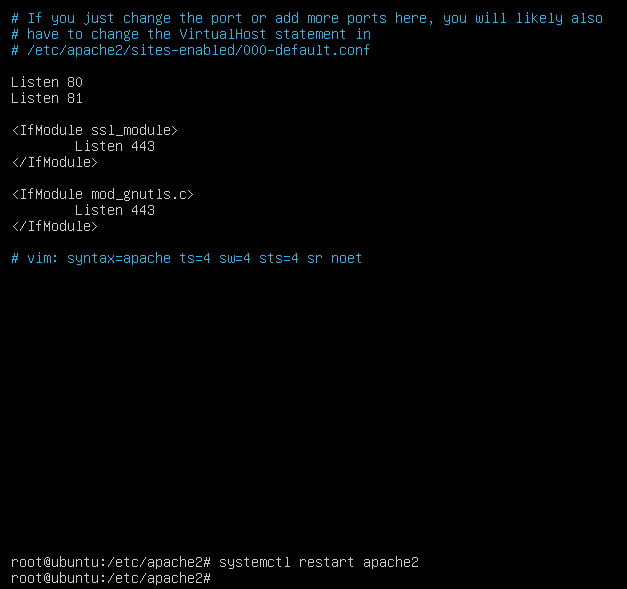 # If you just change the port or add more ports here, you will likely also
# have to change the VirtualHost statement in
# /etc/apache2/sites-enabled/000-default.conf
Listen 80
Listen 81
<IfModule ssl_module>
Listen 443
</IfModule>
<IfModule mod_gnutls.c>
Listen 443
</IfModule>
# vim: syntax=apache ts=4 sw=4 sts=4 sr noet
root@ubuntu:/etc/apache2# systemctl restart apache2
root@ubuntu:/etc/apache2#